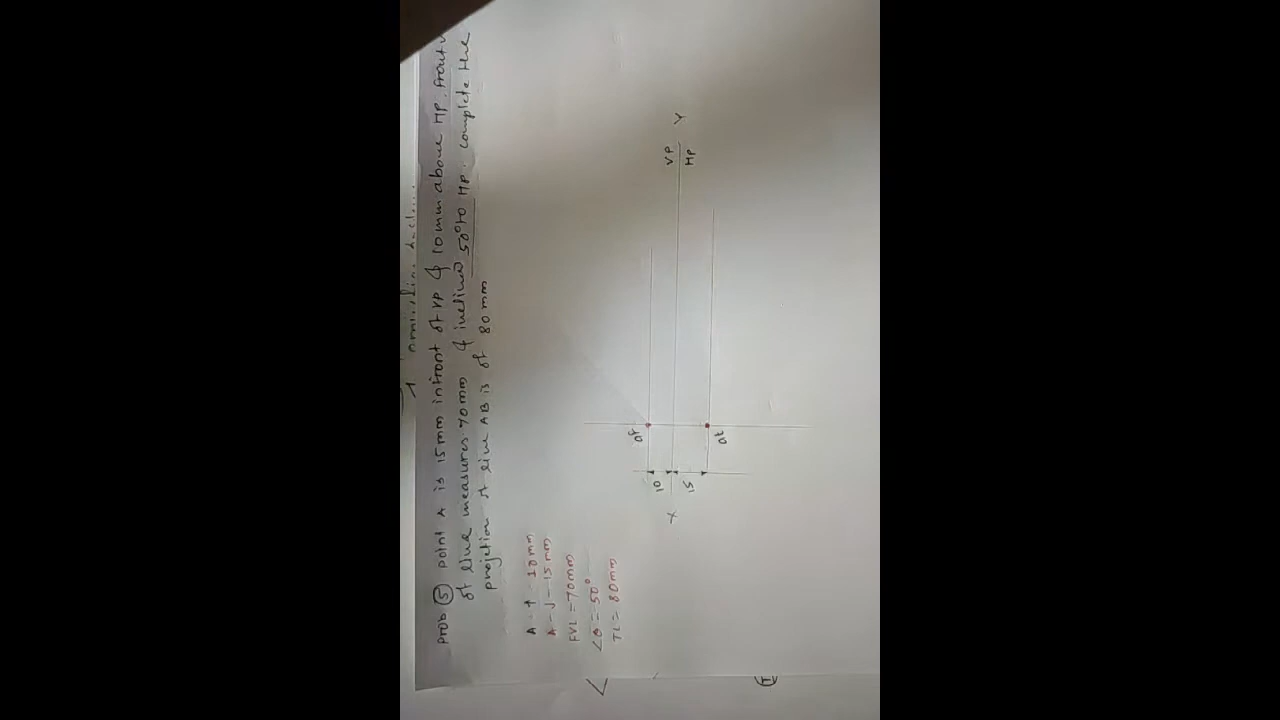 Prob (5) point A is 15mm infront of VP & 10mm above HP. Front
of line measures 70mm & inclined 50° to HP. complete the
projection of line AB is of 80mm
A - ↑ 10mm
A - ↓ - 15mm
FVL = 70mm
∠θ = 50°
TL = 80mm
a'
10
X
VP
HP
Y
15